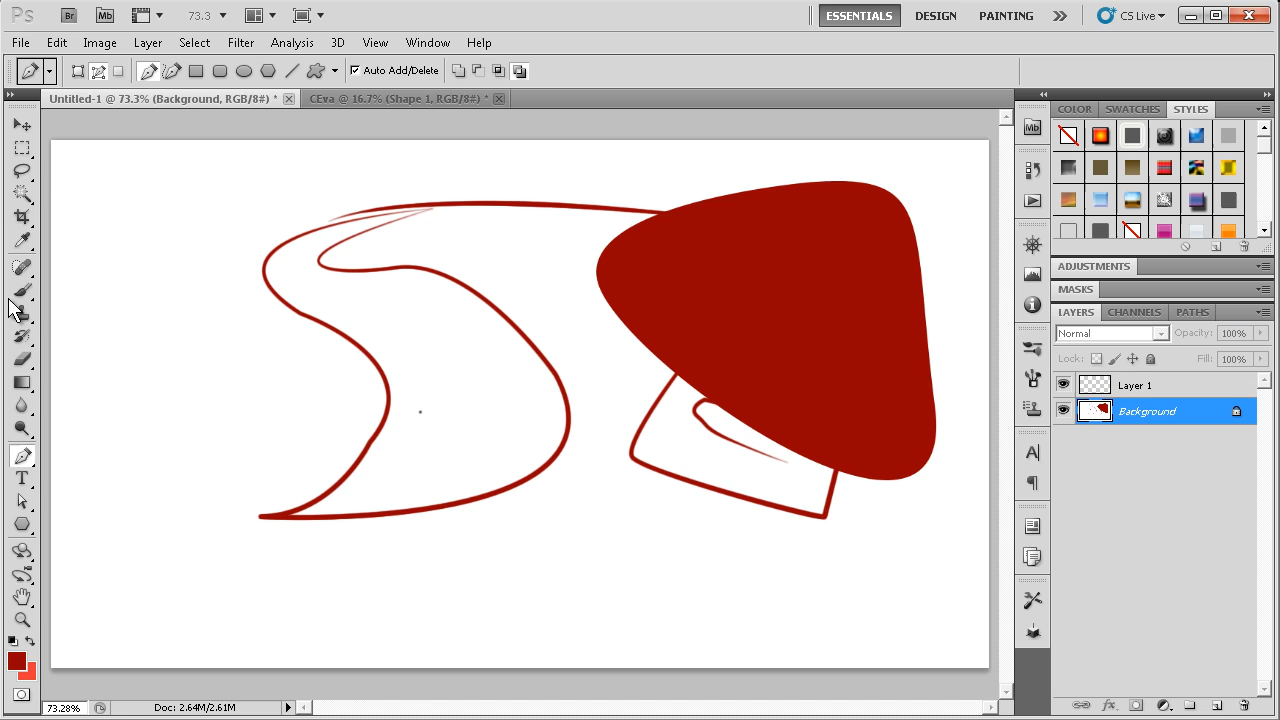 Ps Br Mb 73.3 ESSENTIALS DESIGN PAINTING CS Live
File Edit Image Layer Select Filter Analysis 3D View Window Help
Auto Add/Delete
Untitled-1 @ 73.3% (Background, RGB/8#) * CEva @ 16.7% (Shape 1, RGB/8#) *
COLOR SWATCHES STYLES
Mb
ADJUSTMENTS
MASKS
LAYERS CHANNELS PATHS
Normal Opacity: 100%
Lock: Fill: 100%
Layer 1
Background
A
T
73.28% Doc: 2.64M/2.61M
fx